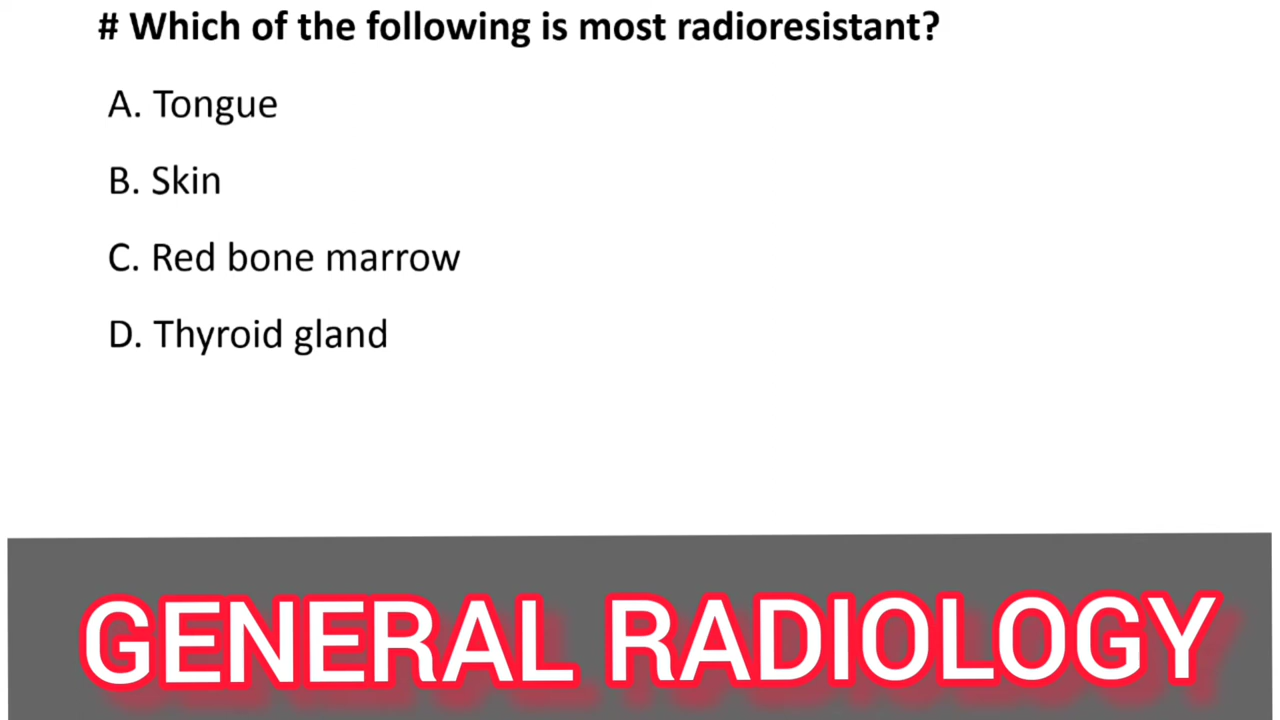 # Which of the following is most radioresistant?
A. Tongue
B. Skin
C. Red bone marrow
D. Thyroid gland
GENERAL RADIOLOGY